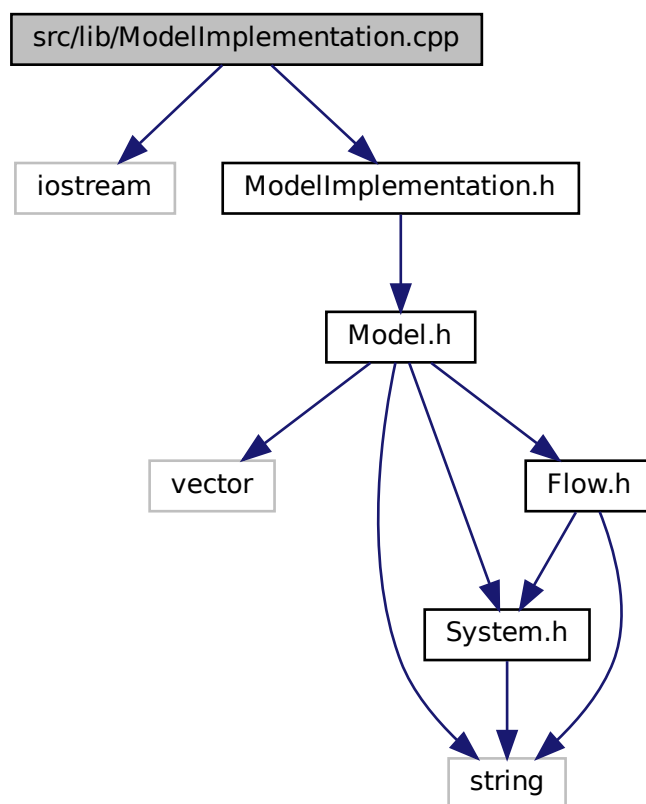 src/lib/ModelImplementation.cpp
iostream
ModelImplementation.h
Model.h
vector
Flow.h
System.h
string